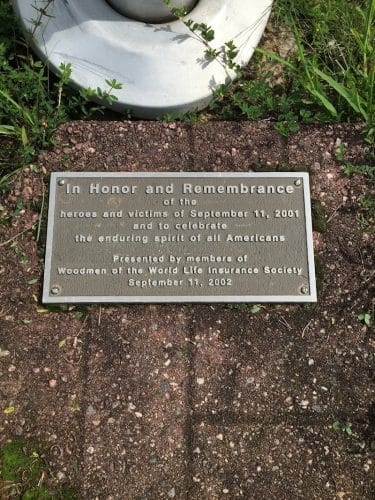 In Honor and Remembrance
of the
heroes and victims of September 11, 2001
and to celebrate
the enduring spirit of all Americans
Presented by members of
Woodmen of the World Life Insurance Society
September 11, 2002